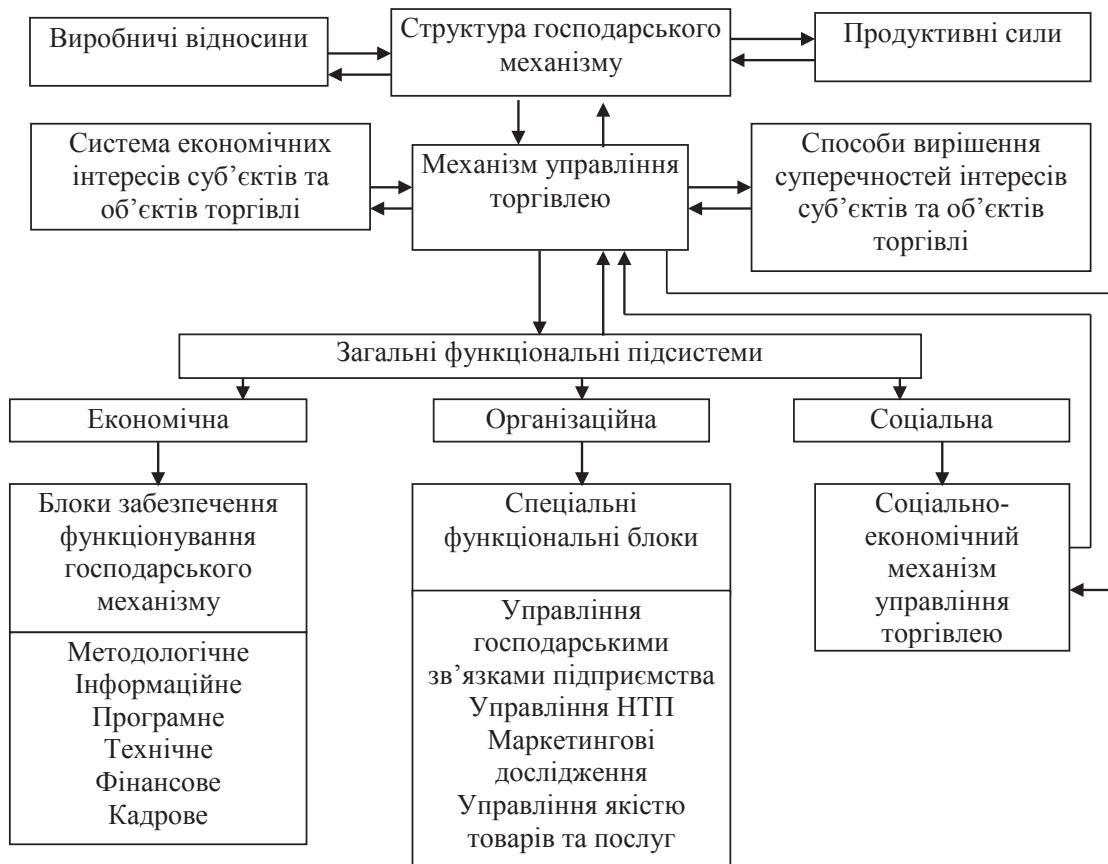 Виробничі відносини
Структура господарського
механізму
Продуктивні сили
Система економічних
інтересів суб’єктів та
об’єктів торгівлі
Механізм управління
торгівлею
Способи вирішення
суперечностей інтересів
суб’єктів та об’єктів
торгівлі
Загальні функціональні підсистеми
Економічна
Організаційна
Соціальна
Блоки забезпечення
функціонування
господарського
механізму
Методологічне
Інформаційне
Програмне
Технічне
Фінансове
Кадрове
Спеціальні
функціональні блоки
Управління
господарськими
зв’язками підприємства
Управління НТП
Маркетингові
дослідження
Управління якістю
товарів та послуг
Соціально-
економічний
механізм
управління
торгівлею